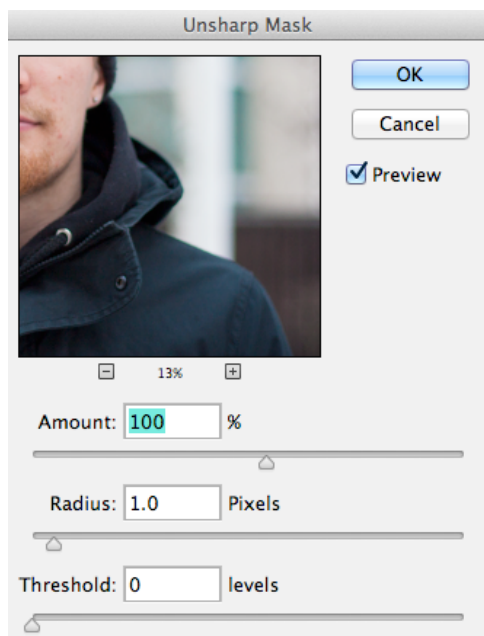 Unsharp Mask
OK
Cancel
Preview
13%
Amount: 100 %
Radius: 1.0 Pixels
Threshold: 0 levels